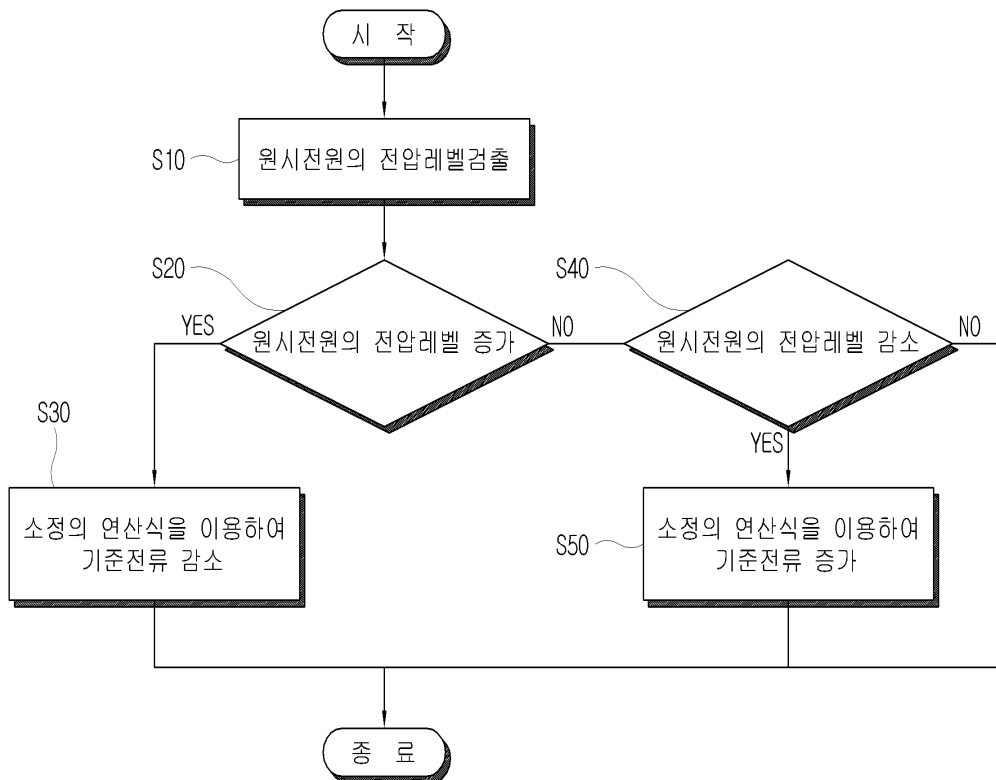 시 작
S10
원시전원의 전압레벨검출
S20
원시전원의 전압레벨 증가
YES
NO
S40
원시전원의 전압레벨 감소
NO
YES
S30
소정의 연산식을 이용하여
기준전류 감소
S50
소정의 연산식을 이용하여
기준전류 증가
종 료